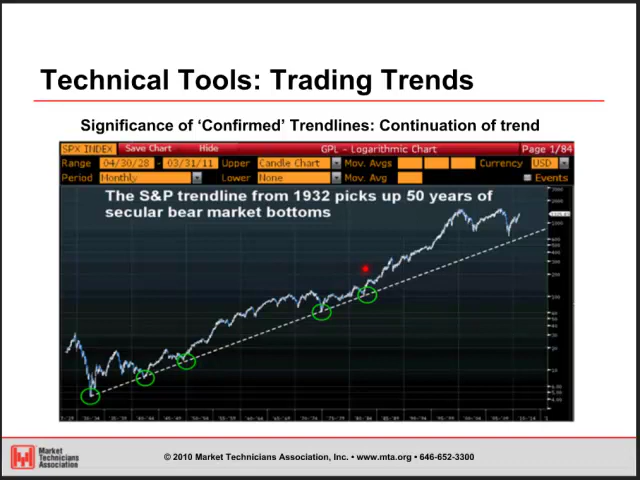 Technical Tools: Trading Trends
Significance of ‘Confirmed’ Trendlines: Continuation of trend
SPX INDEX Save Chart Hide GPL - Logarithmic Chart Page 1/84
Range 04/30/28 - 03/31/11 Upper Candle Chart Mov. Avgs Currency USD
Period Monthly Lower None Mov. Avg Events
The S&P trendline from 1932 picks up 50 years of
secular bear market bottoms
Market
Technicians
Association
© 2010 Market Technicians Association, Inc. • www.mta.org • 646-652-3300